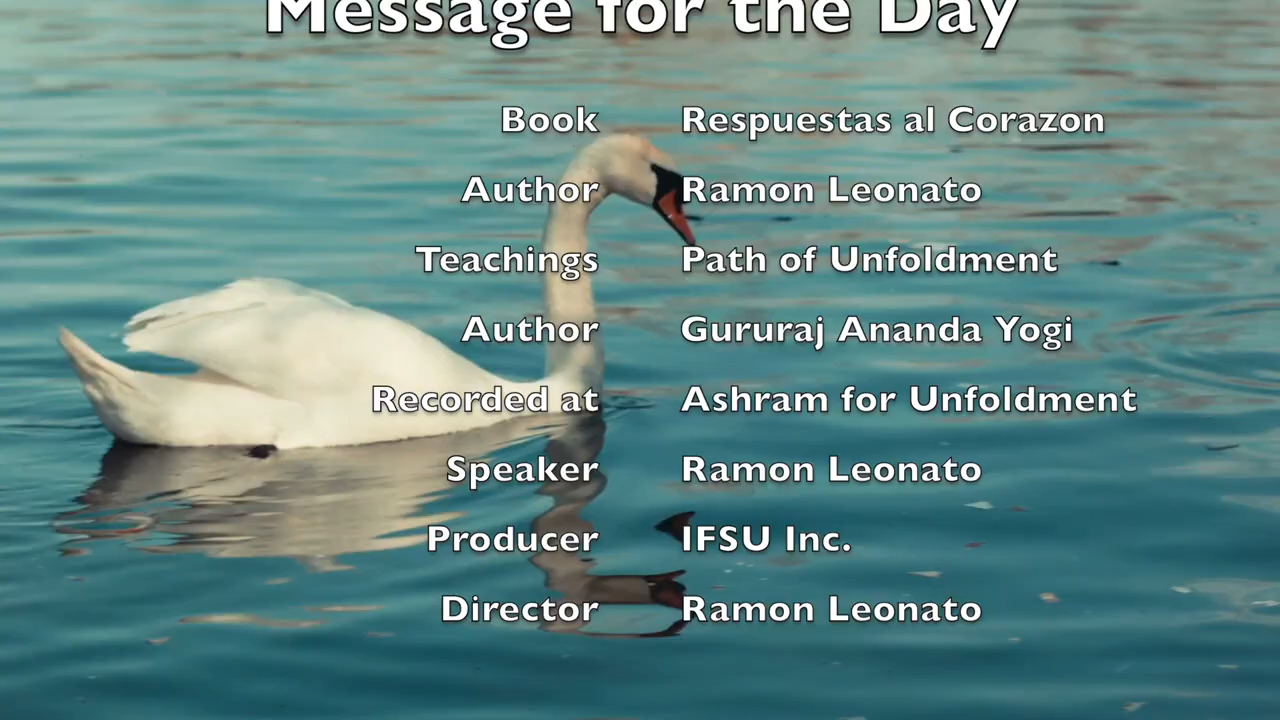 Message for the Day
Book Respuestas al Corazon
Author Ramon Leonato
Teachings Path of Unfoldment
Author Gururaj Ananda Yogi
Recorded at Ashram for Unfoldment
Speaker Ramon Leonato
Producer IFSU Inc.
Director Ramon Leonato